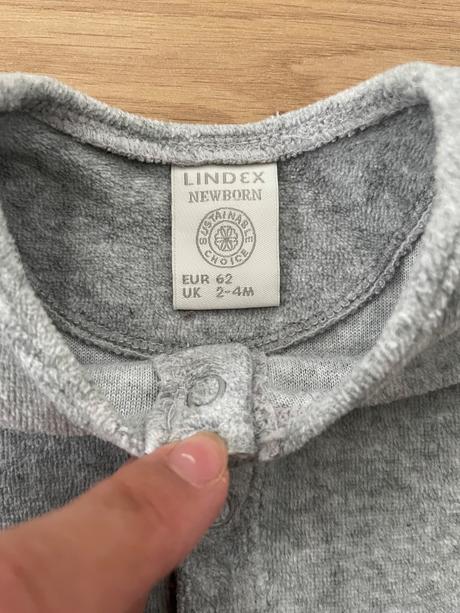 LINDEX
NEWBORN
SUSTAINABLE
CHOICE
EUR 62
UK 2-4M